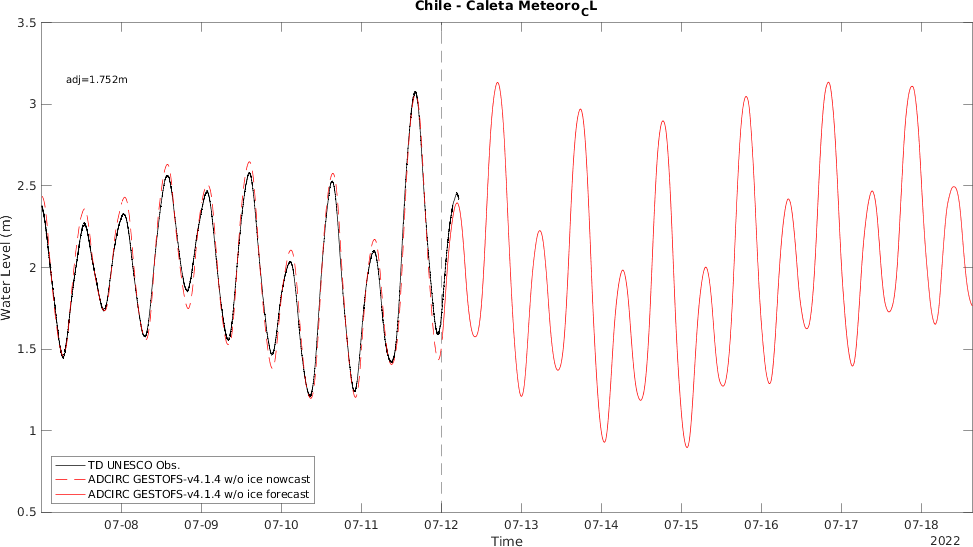 Chile - Caleta Meteoro_CL
adj=1.752m
3.5
3
2.5
2
1.5
1
0.5
Water Level (m)
TD UNESCO Obs.
ADCIRC GESTOFS-v4.1.4 w/o ice nowcast
ADCIRC GESTOFS-v4.1.4 w/o ice forecast
07-08 07-09 07-10 07-11 07-12 07-13 07-14 07-15 07-16 07-17 07-18
Time
2022